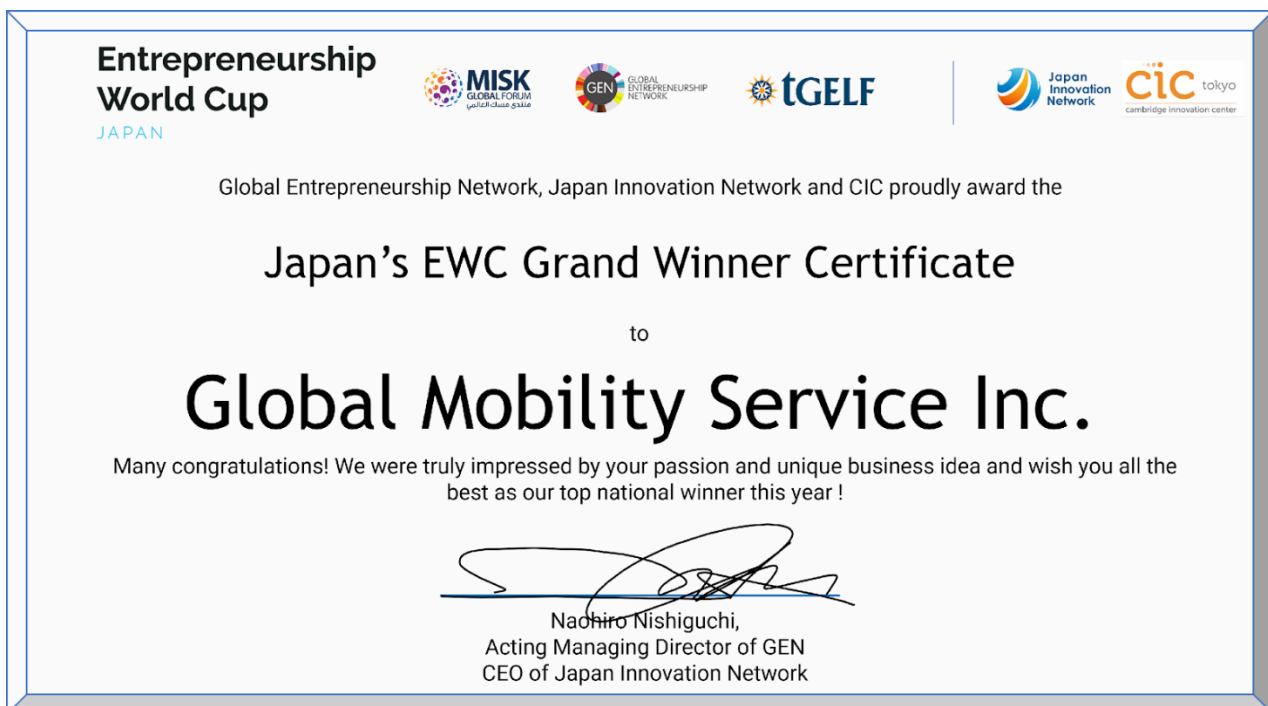 Entrepreneurship
World Cup
JAPAN
MISK
GLOBAL FORUM
منتدى مسك العالمي
GEN
GLOBAL
ENTREPRENEURSHIP
NETWORK
tGELF
Japan
Innovation
Network
CiC tokyo
cambridge innovation center
Global Entrepreneurship Network, Japan Innovation Network and CIC proudly award the
Japan's EWC Grand Winner Certificate
to
Global Mobility Service Inc.
Many congratulations! We were truly impressed by your passion and unique business idea and wish you all the
best as our top national winner this year !
Naohiro Nishiguchi,
Acting Managing Director of GEN
CEO of Japan Innovation Network